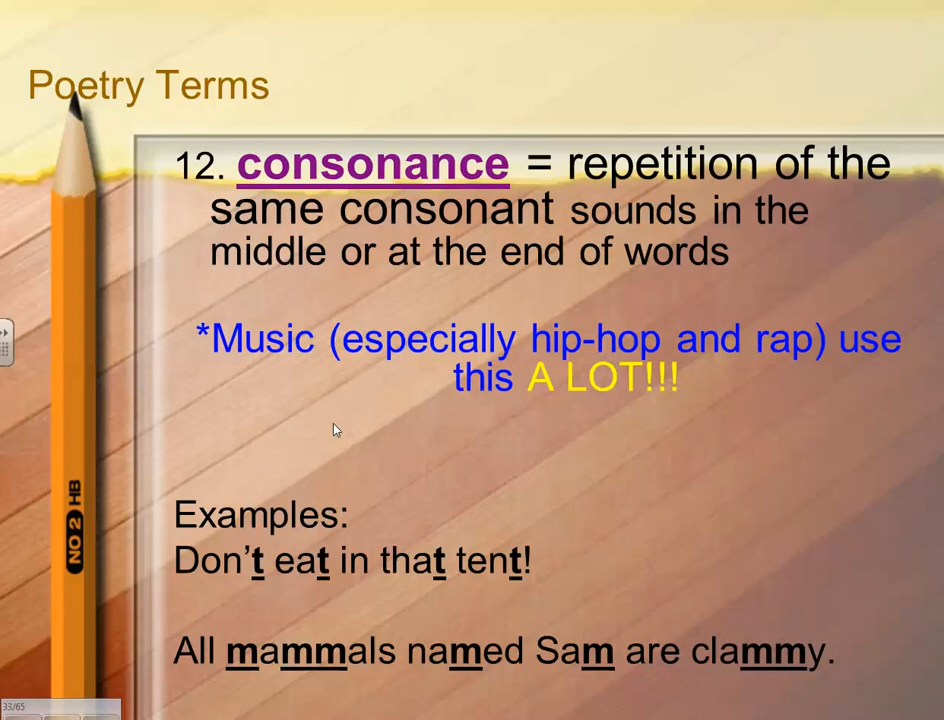 Poetry Terms
12. consonance = repetition of the
same consonant sounds in the
middle or at the end of words
*Music (especially hip-hop and rap) use
this A LOT!!!
Examples:
Don’t eat in that tent!
All mammals named Sam are clammy.
NO 2 HB
33/65